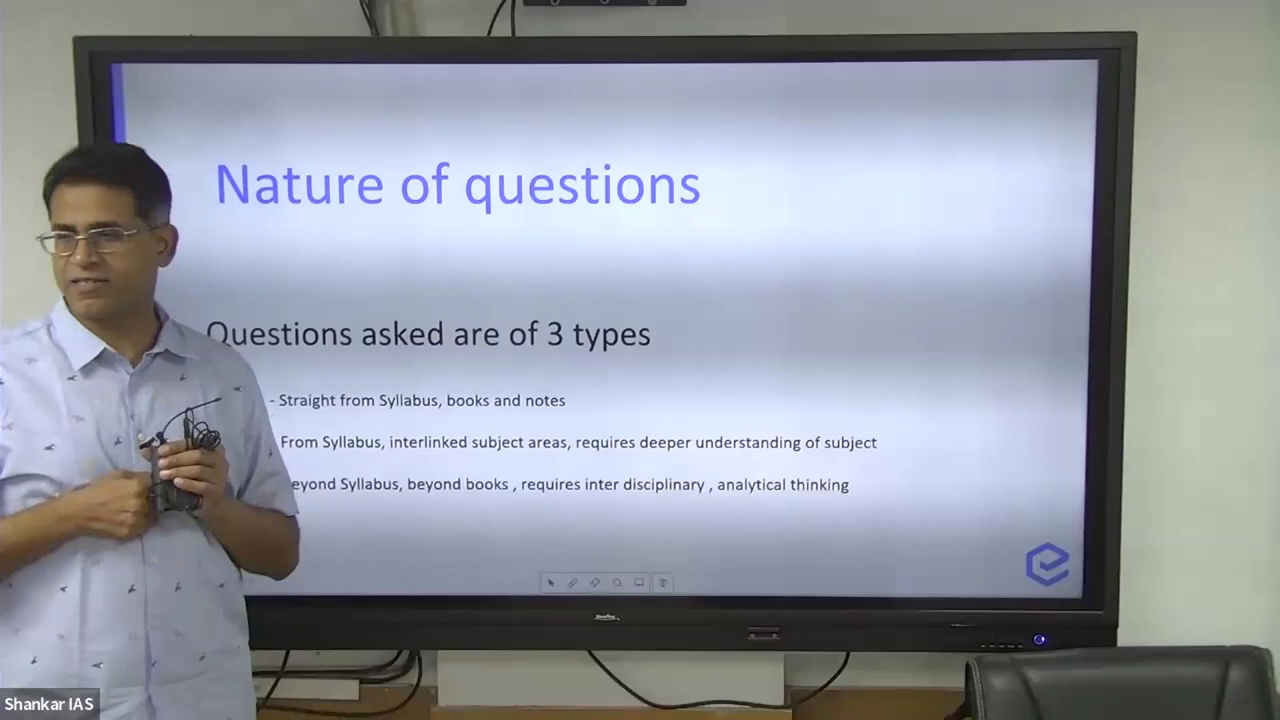 Nature of questions
Questions asked are of 3 types
- Straight from Syllabus, books and notes
From Syllabus, interlinked subject areas, requires deeper understanding of subject
eyond Syllabus, beyond books , requires inter disciplinary , analytical thinking
Shankar IAS